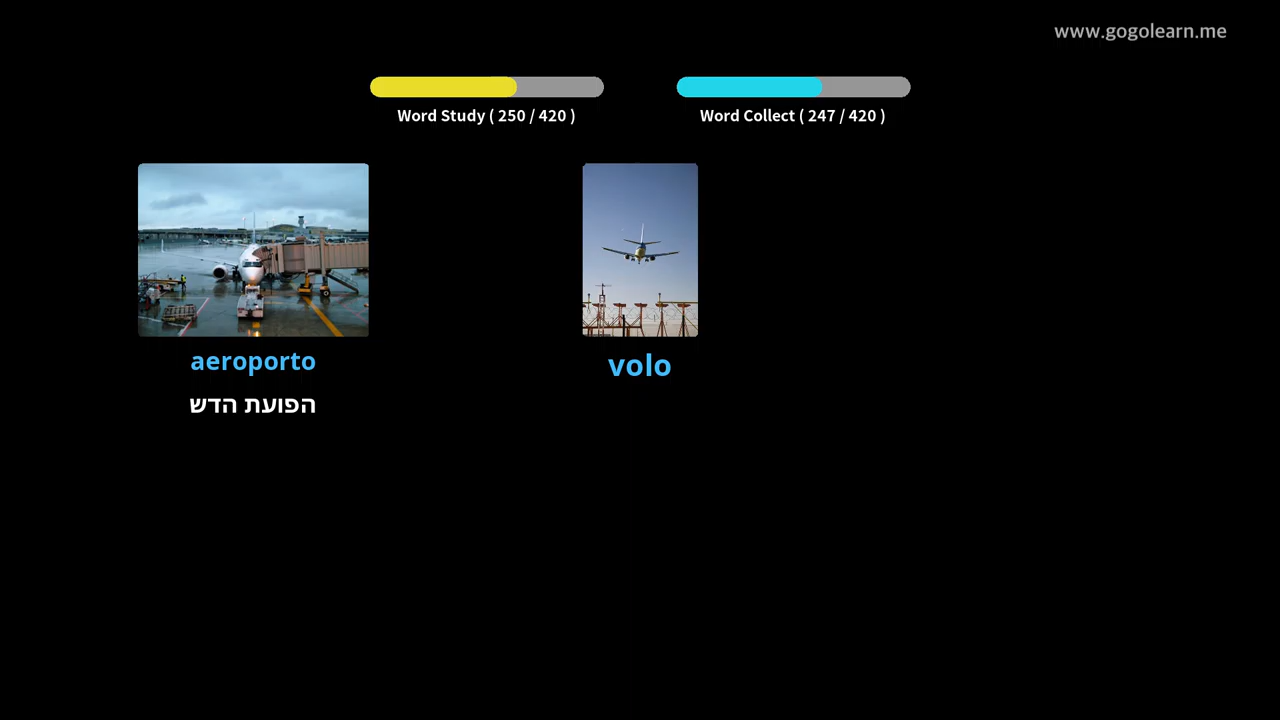 www.gogolearn.me
Word Study ( 250 / 420 )
Word Collect ( 247 / 420 )
aeroporto
volo
הפועת הדש